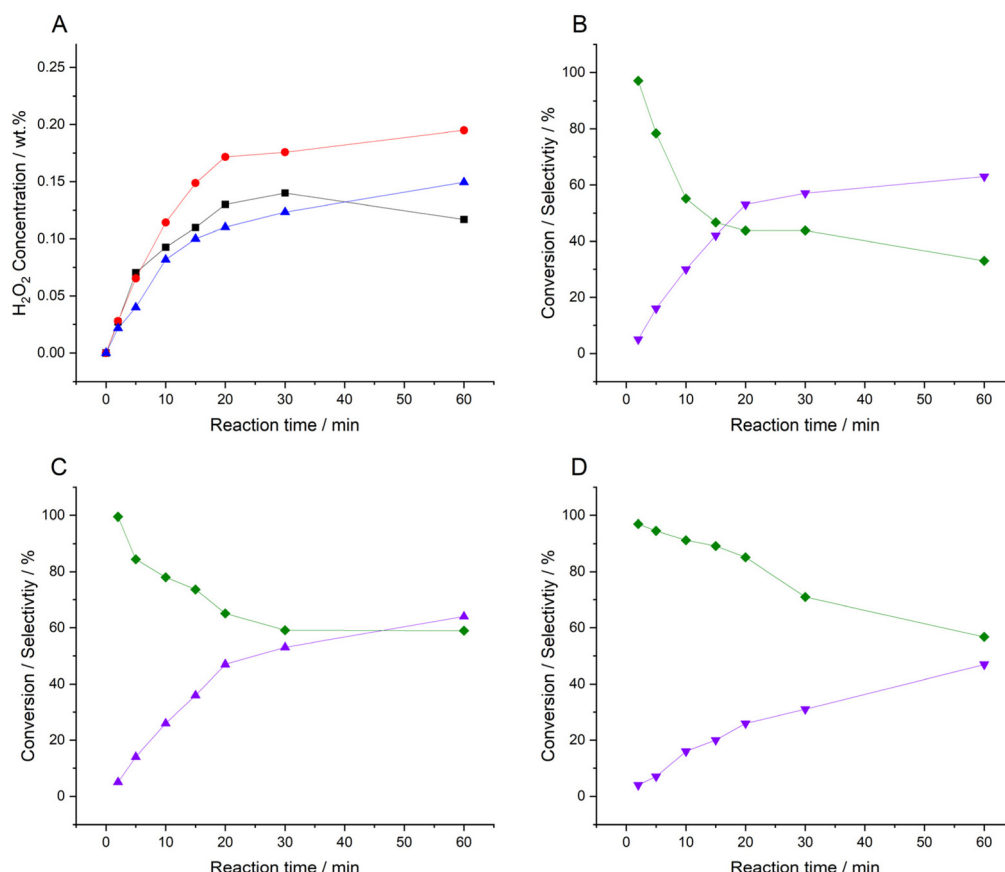 A
H₂O₂ Concentration / wt.%
0.25
0.20
0.15
0.10
0.05
0.00
0 10 20 30 40 50 60
Reaction time / min
B
Conversion / Selectivtiy / %
100
80
60
40
20
0
0 10 20 30 40 50 60
Reaction time / min
C
Conversion / Selectivtiy / %
100
80
60
40
20
0
0 10 20 30 40 50 60
Reaction time / min
D
Conversion / Selectivtiy / %
100
80
60
40
20
0
0 10 20 30 40 50 60
Reaction time / min